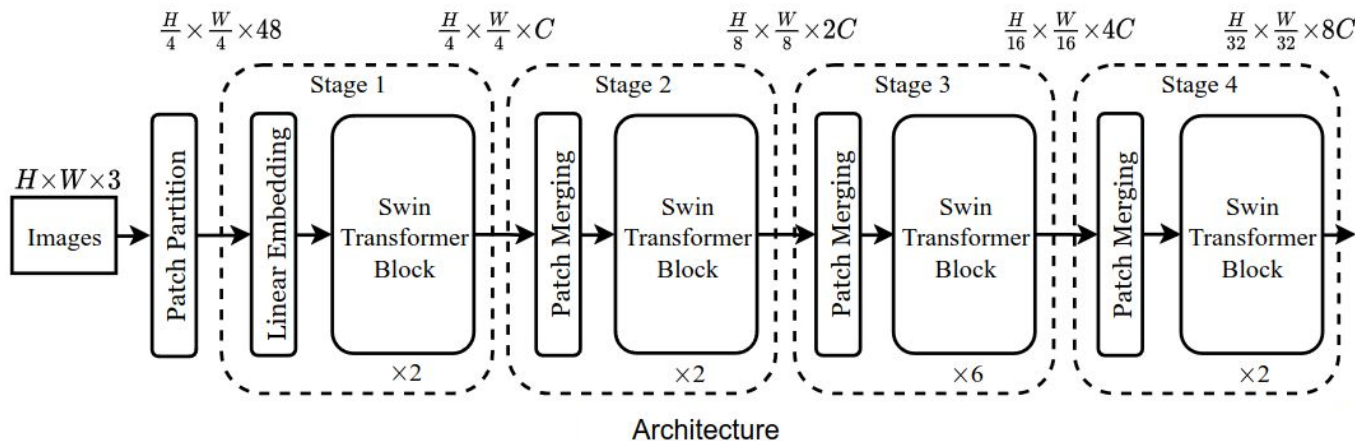 H/4 × W/4 × 48
H/4 × W/4 × C
H/8 × W/8 × 2C
H/16 × W/16 × 4C
H/32 × W/32 × 8C
Stage 1
Stage 2
Stage 3
Stage 4
H×W×3
Images
Patch Partition
Linear Embedding
Swin
Transformer
Block
×2
Patch Merging
Swin
Transformer
Block
×2
Patch Merging
Swin
Transformer
Block
×6
Patch Merging
Swin
Transformer
Block
×2
Architecture